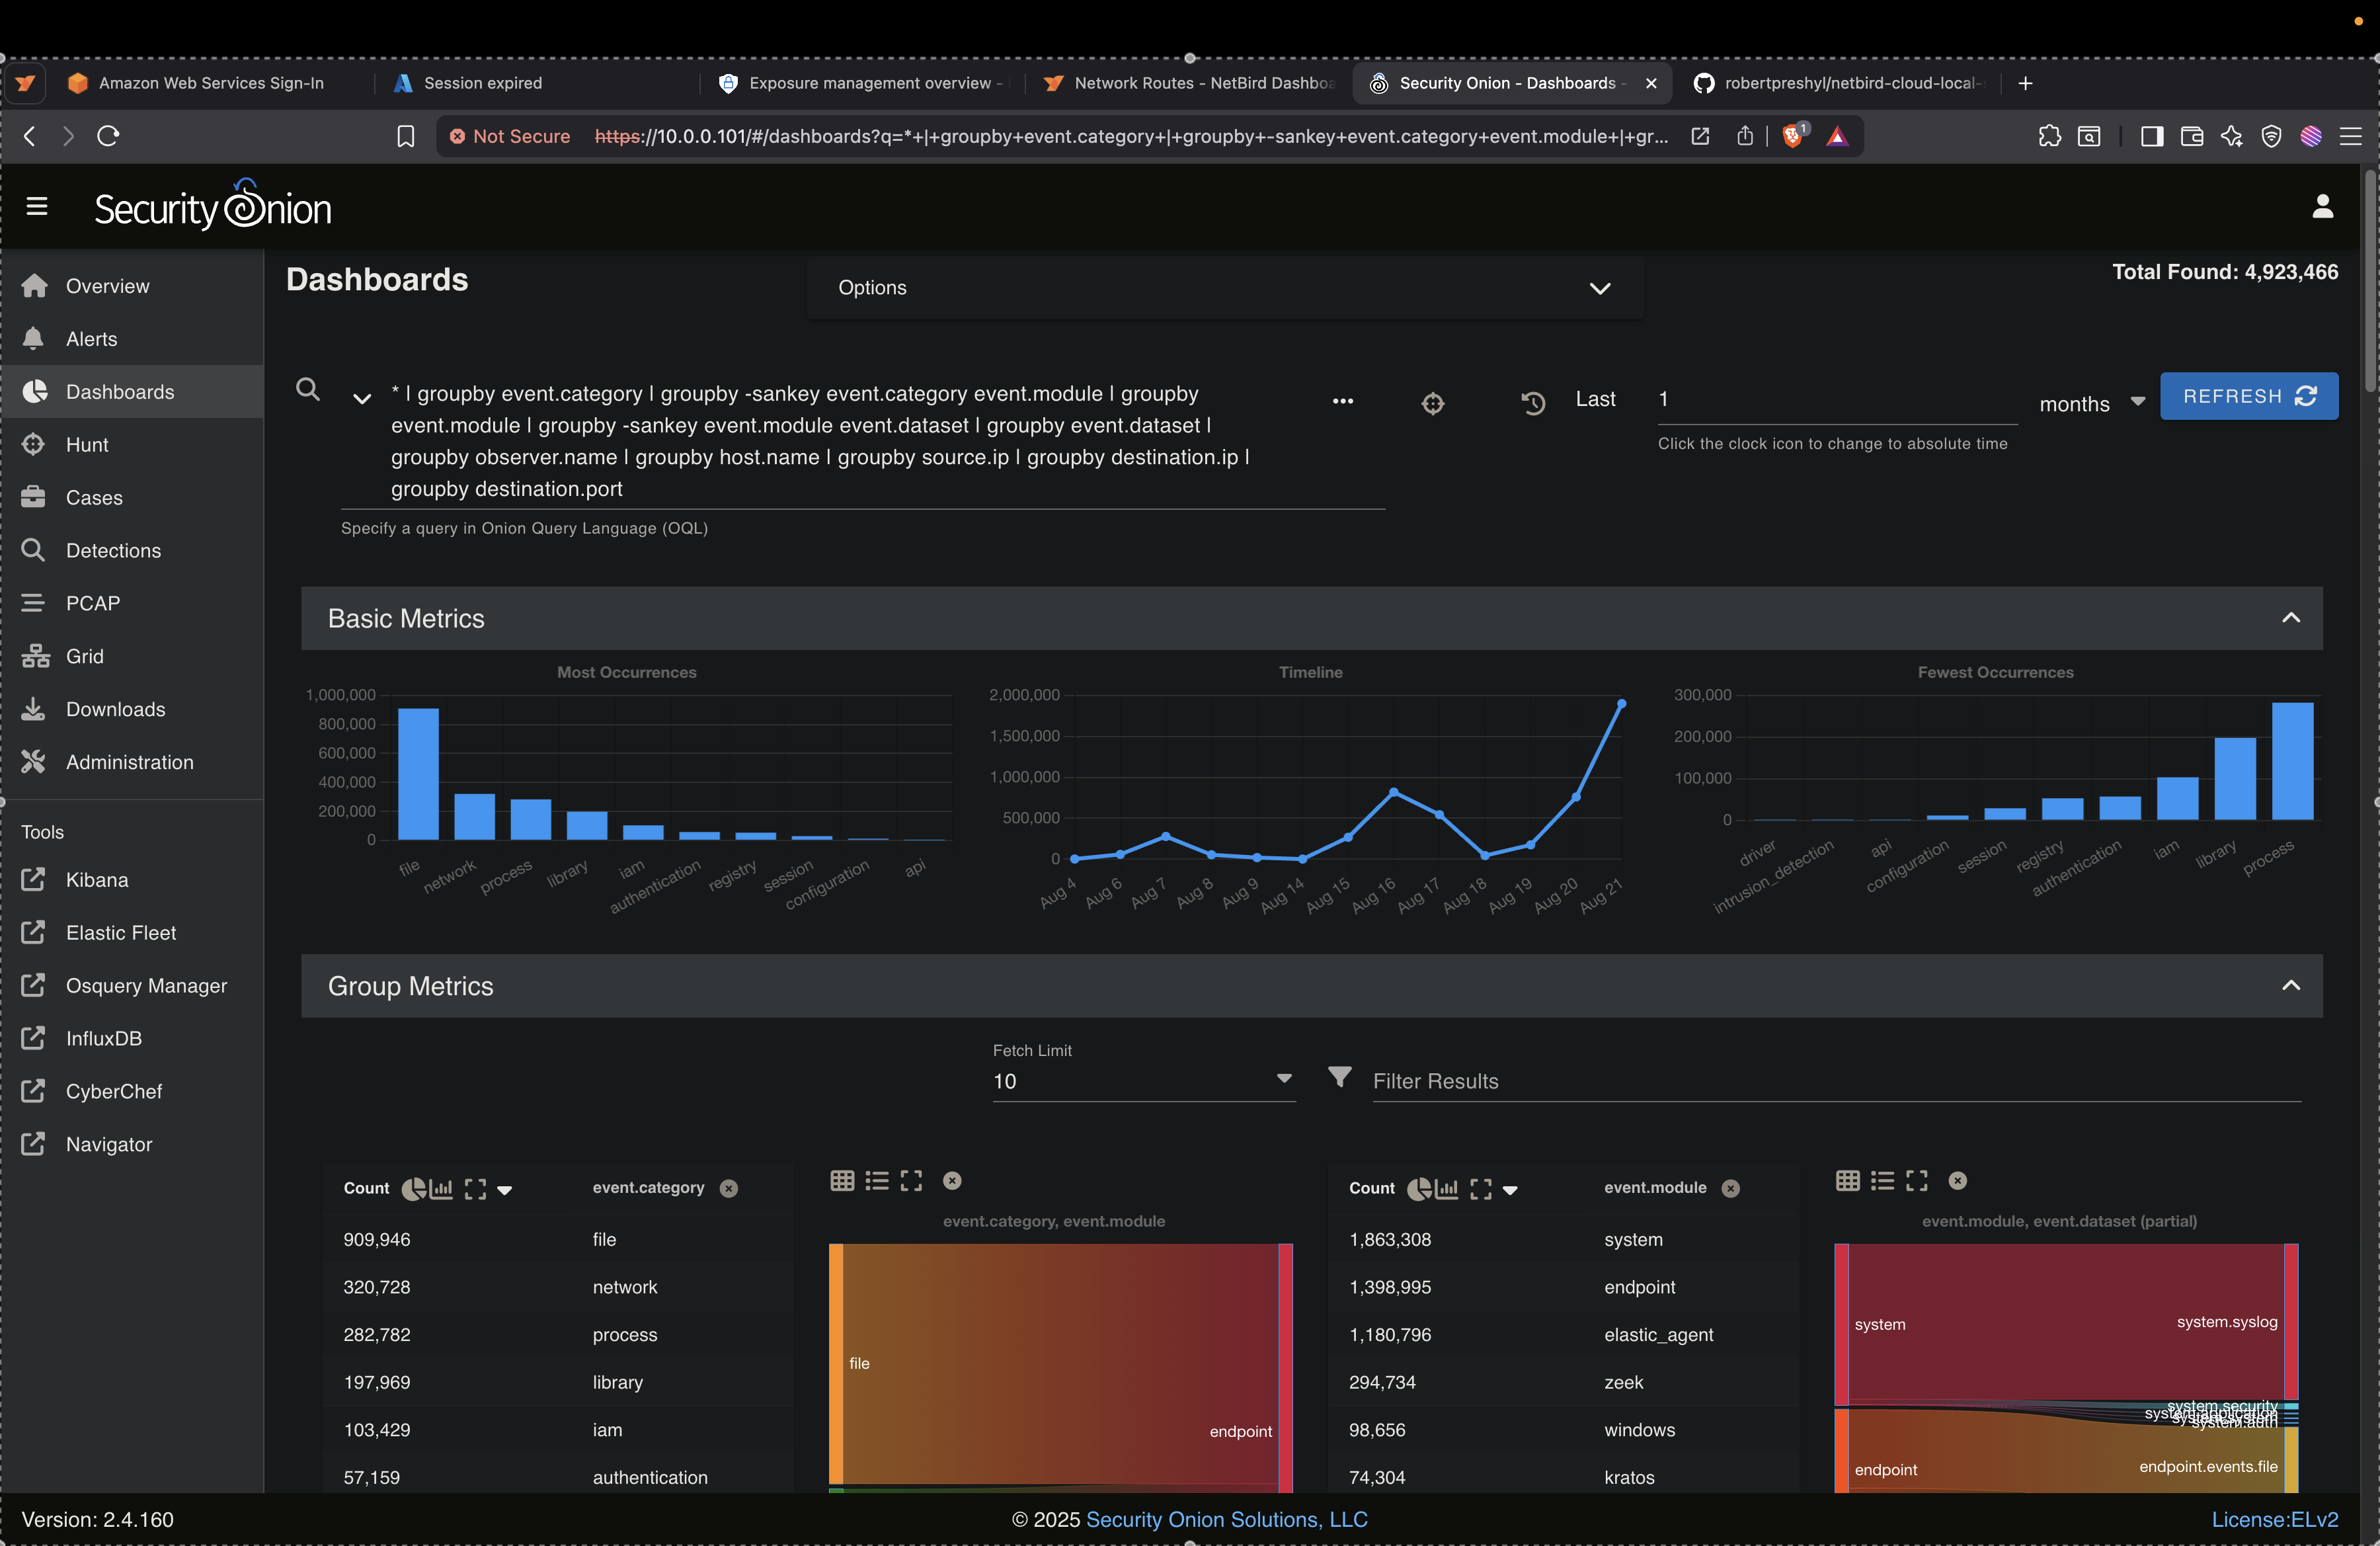 Amazon Web Services Sign-In
Session expired
Exposure management overview -
Network Routes - NetBird Dashboa
Security Onion - Dashboards -
robertpreshyl/netbird-cloud-local-
Not Secure
https://10.0.0.101/#/dashboards?q=*+|+groupby+event.category+|+groupby+-sankey+event.category+event.module+|+gr...
1
Security Onion
Overview
Alerts
Dashboards
Hunt
Cases
Detections
PCAP
Grid
Downloads
Administration
Tools
Kibana
Elastic Fleet
Osquery Manager
InfluxDB
CyberChef
Navigator
Dashboards
Options
Total Found: 4,923,466
* | groupby event.category | groupby -sankey event.category event.module | groupby
event.module | groupby -sankey event.module event.dataset | groupby event.dataset |
groupby observer.name | groupby host.name | groupby source.ip | groupby destination.ip |
groupby destination.port
Specify a query in Onion Query Language (OQL)
Last
1
months
REFRESH
Click the clock icon to change to absolute time
Basic Metrics
Most Occurrences
1,000,000
800,000
600,000
400,000
200,000
0
file
network
process
library
iam
authentication
registry
session
configuration
api
Timeline
2,000,000
1,500,000
1,000,000
500,000
0
Aug 4
Aug 6
Aug 7
Aug 8
Aug 9
Aug 14
Aug 15
Aug 16
Aug 17
Aug 18
Aug 19
Aug 20
Aug 21
Fewest Occurrences
300,000
200,000
100,000
0
driver
intrusion_detection
api
configuration
session
registry
authentication
iam
library
process
Group Metrics
Fetch Limit
10
Filter Results
Count event.category
909,946 file
320,728 network
282,782 process
197,969 library
103,429 iam
57,159 authentication
event.category, event.module
file
endpoint
Count event.module
1,863,308 system
1,398,995 endpoint
1,180,796 elastic_agent
294,734 zeek
98,656 windows
74,304 kratos
event.module, event.dataset (partial)
system
system.syslog
system.security
system.application
system.system
system.auth
endpoint
endpoint.events.file
Version: 2.4.160
© 2025 Security Onion Solutions, LLC
License:ELv2